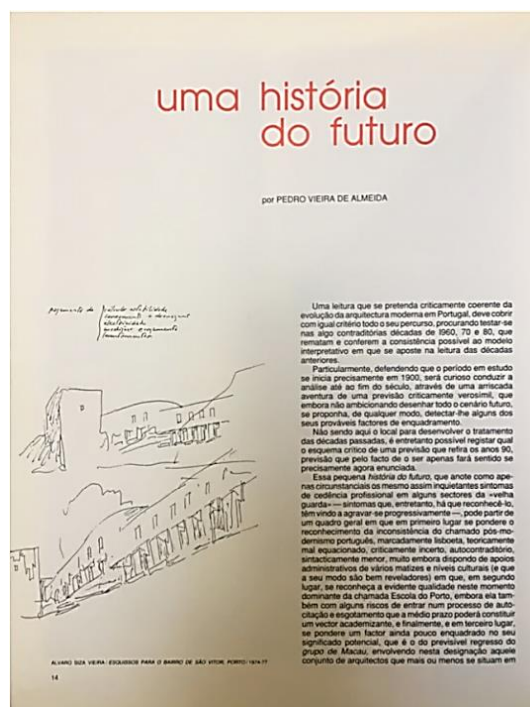 uma história
do futuro
por PEDRO VIEIRA DE ALMEIDA
Uma leitura que se pretenda criticamente coerente da
evolução da arquitectura moderna em Portugal, deve cobrir
com igual critério todo o seu percurso, procurando testar-se
nas algo contraditórias décadas de 1960, 70 e 80, que
rematam e conferem a consistência possível ao modelo
interpretativo em que se aposte na leitura das décadas
anteriores.
Particularmente, defendendo que o período em estudo
se inicia precisamente em 1900, será curioso conduzir a
análise até ao fim do século, através de uma arriscada
aventura de uma previsão criticamente verosímil, que
embora não ambicionando desenhar todo o cenário futuro,
se proponha, de qualquer modo, detectar-lhe alguns dos
seus prováveis factores de enquadramento.
Não sendo aqui o local para desenvolver o tratamento
das décadas passadas, é entretanto possível registar qual
o esquema crítico de uma previsão que refira os anos 90,
previsão que pelo facto de o ser apenas fará sentido se
precisamente agora enunciada.
Essa pequena história do futuro, que anote como ape-
nas circunstanciais os mesmo assim inquietantes sintomas
de cedência profissional em alguns sectores da «velha
guarda» — sintomas que, entretanto, há que reconhecê-lo,
têm vindo a agravar-se progressivamente —, pode partir de
um quadro geral em que em primeiro lugar se pondere o
reconhecimento da inconsistência do chamado pós-mo-
dernismo português, marcadamente lisboeta, teoricamente
mal equacionado, criticamente incerto, autocontraditório,
sintacticamente menor, muito embora dispondo de apoios
administrativos de vários matizes e níveis culturais (e que
a seu modo são bem reveladores) em que, em segundo
lugar, se reconheça a evidente qualidade neste momento
dominante da chamada Escola do Porto, embora ela tam-
bém com alguns riscos de entrar num processo de auto-
citação e esgotamento que a médio prazo poderá constituir
um vector academizante, e finalmente, e em terceiro lugar,
se pondere um factor ainda pouco enquadrado no seu
significado potencial, que é o do previsível regresso do
grupo de Macau, envolvendo nesta designação aquele
conjunto de arquitectos que mais ou menos se situam em
ALVARO SIZA VIEIRA: ESQUISSOS PARA O BAIRRO DE SÃO VITOR, PORTO: 1974-77
14